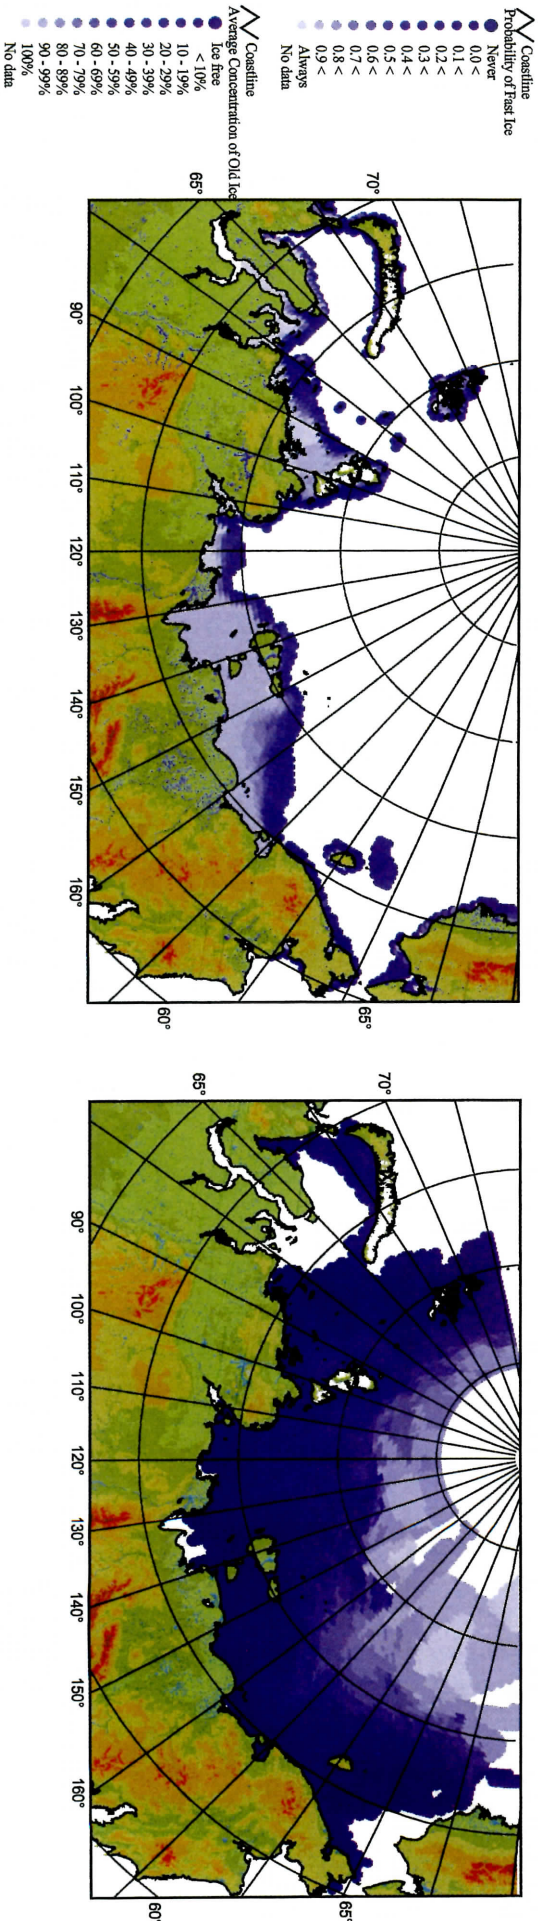 Coastline
Probability of Fast Ice
Never
0.0 <
0.1 <
0.2 <
0.3 <
0.4 <
0.5 <
0.6 <
0.7 <
0.8 <
0.9 <
Always
No data
70°
65°
90°
100°
110°
120°
130°
140°
150°
160°
60°
65°
Coastline
Average Concentration of Old Ice
Ice free
< 10%
10 - 19%
20 - 29%
30 - 39%
40 - 49%
50 - 59%
60 - 69%
70 - 79%
80 - 89%
90 - 99%
100%
No data
70°
65°
90°
100°
110°
120°
130°
140°
150°
160°
60°
65°